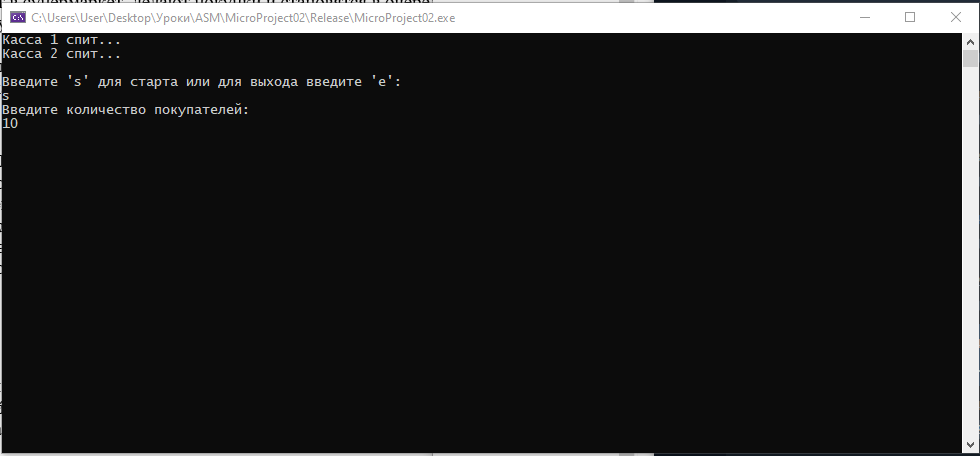 C:\Users\User\Desktop\Уроки\ASM\MicroProject02\Release\MicroProject02.exe
Касса 1 спит...
Касса 2 спит...
Введите 's' для старта или для выхода введите 'e':
s
Введите количество покупателей:
10